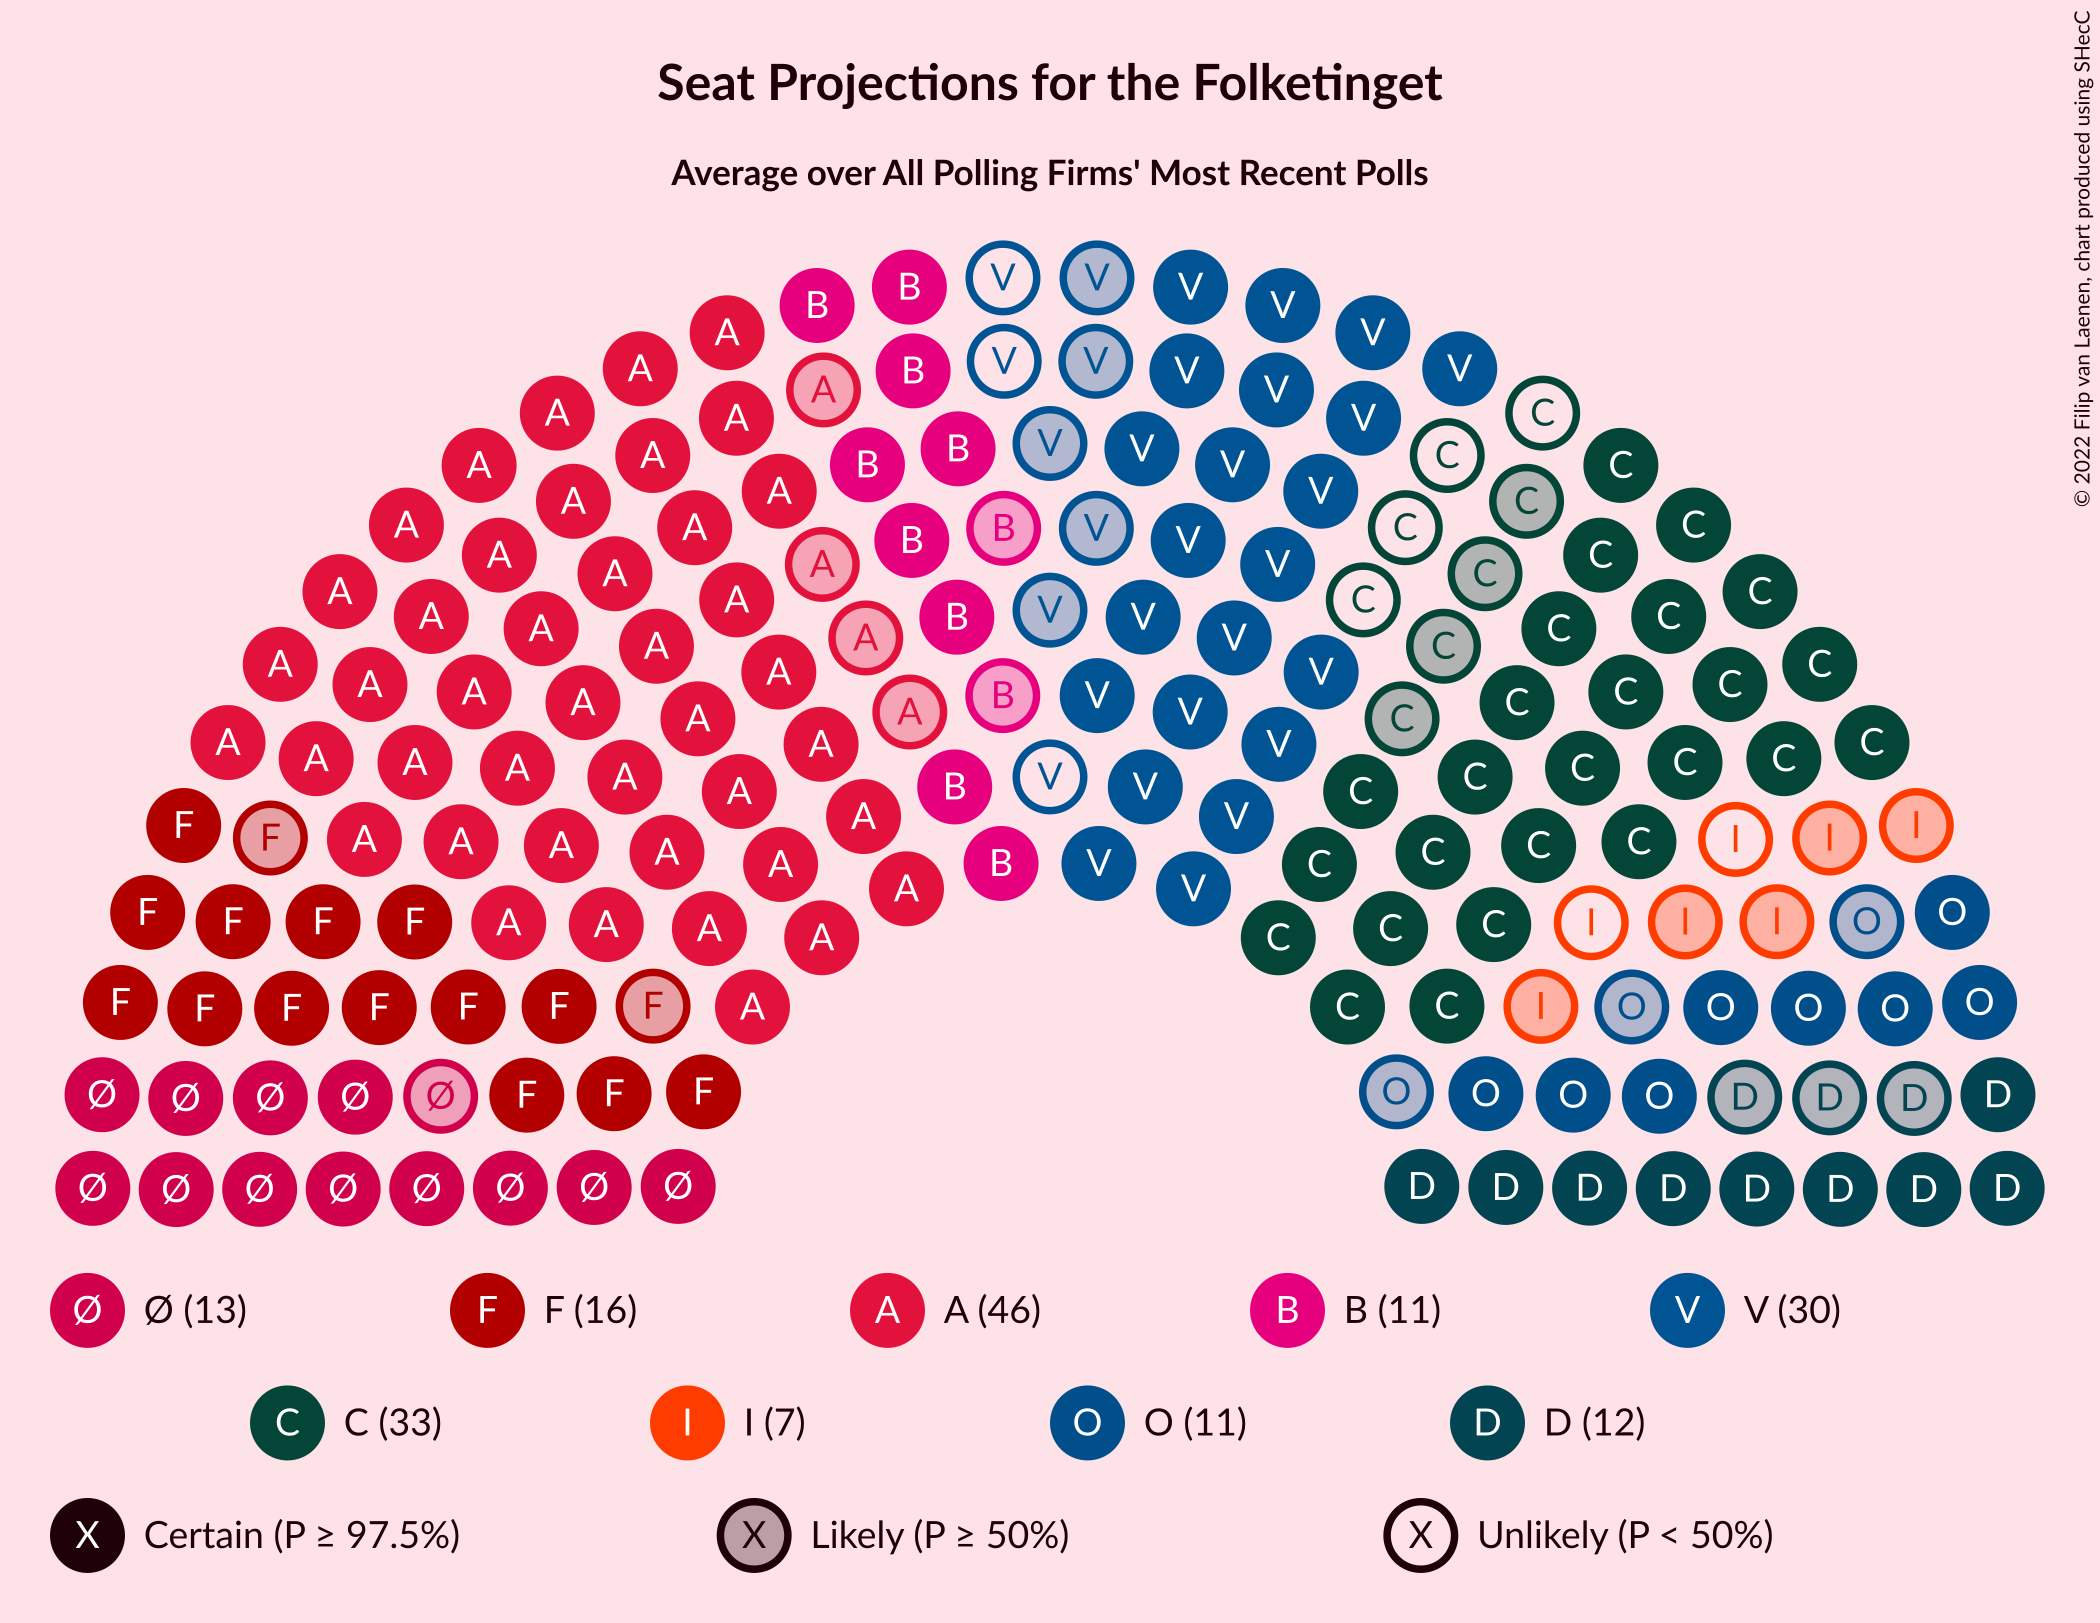 Seat Projections for the Folketinget
Average over All Polling Firms' Most Recent Polls
© 2022 Filip van Laenen, chart produced using SHecC
B B V V V V
A V V
A A B V V V V C
A A A B B V V V V C C C
A A A A B B V V V C C C
A A A A A B V V V C C C C
A A A A A A B V V V V C C C C C
A A A A A A V C C C C C
A A A A A A B V V V C C C C C C
F F A A A A A A B V V C C C C I I I
F F F F A A A A A V C C C I I I O O
F F F F F F F A C C I O O O O O
Ø Ø Ø Ø Ø F F F O O O O D D D D
Ø Ø Ø Ø Ø Ø Ø Ø D D D D D D D D
Ø Ø (13) F F (16) A A (46) B B (11) V V (30)
C C (33) I I (7) O O (11) D D (12)
X Certain (P ≥ 97.5%) X Likely (P ≥ 50%) X Unlikely (P < 50%)